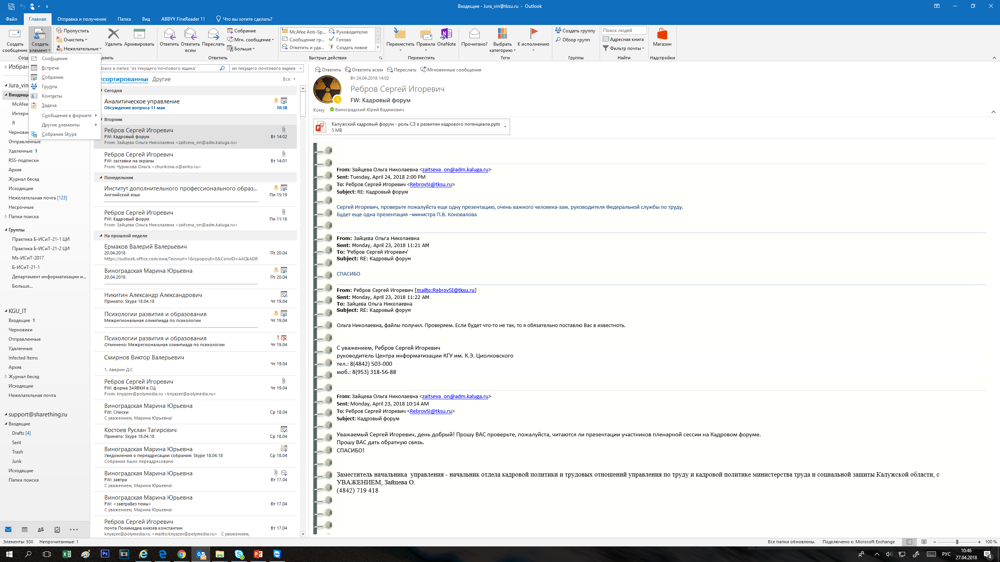 Входящие - Jura_vin@tksu.ru - Outlook
Файл Главная Отправка и получение Папка Вид ABBYY FineReader 11 Что вы хотите сделать?
Создать сообщение
Создать элемент
Пропустить
Очистить
Нежелательные
Удалить
Архивировать
Ответить
Ответить всем
Переслать
Собрание
Мгн. сообщение
Больше
McAfee Anti-Sp...
Сообщение гр...
Ответить и уда...
Руководителю
Готово
Создать новое
Переместить
Правила
OneNote
Прочитано?
Выбрать категорию
К исполнению
Создать группу
Обзор групп
Поиск людей
Адресная книга
Фильтр почты
Магазин
Ответить
Быстрые действия
Переместить
Теги
Группы
Найти
Надстройки
Сообщение
Встреча
Собрание
Группа
Контакты
Задача
Сообщение в формате
Другие элементы
Собрание Skype
Избран
Jura_vin
Входящи
McAfee
Интерн
Я
Черновик
Отправленные
Удаленные 1
RSS-подписки
Архив
Журнал бесед
Исходящие
Нежелательная почта [123]
Несрочные
Папки поиска
Группы
Практика Б-ИСиТ-21-1 ЦИ
Практика Б-ИСиТ-21-2 ЦИ
Мз-ИСиТ-2017
Б-ИСиТ-21-1
Департамент информатизации и...
Больше...
KGU_IT
Входящие 1
Черновики
Отправленные
Удаленные
Infected Items
Архив
Журнал бесед
Исходящие
Нежелательная почта
support@sharething.ru
Входящие
Drafts [4]
Sent
Trash
Junk
Исходящие
Папки поиска
Поиск в папке "из текущего почтового ящика" из текущего почтового ящика
тсортированные Другие Все
Сегодня
Аналитическое управление
Обсуждение вопроса 11 мая 10:38
Вторник
Ребров Сергей Игоревич
FW: Кадровый форум Вт 14:02
From: Зайцева Ольга Николаевна <zaitseva_on@adm.kaluga.ru>
Ребров Сергей Игоревич
FW: заставки на экраны Вт 14:01
From: Чурикова Ольга <churikova.o@arrko.ru>
Понедельник
Институт дополнительного профессионального образ...
Английский язык Пн 15:19
Ребров Сергей Игоревич
FW: Кадровый форум Пн 11:16
From: Зайцева Ольга Николаевна <zaitseva_on@adm.kaluga.ru>
На прошлой неделе
Ермаков Валерий Валерьевич
20.04.2018 Пт 20.04
https://outlook.office.com/owa/?exsvurl=1&ispopout=0&ConvID=AAQkADR
Виноградская Марина Юрьевна
20.04.2018 Пт 20.04
Никитин Александр Александрович
Принято: Skype 18.04.18 Чт 19.04
Психологии развития и образования
Межрегиональная олимпиада по психологии Чт 19.04
Психологии развития и образования
Отменено: Межрегиональная олимпиада по психологии Чт 19.04
Смирнов Виктор Валерьевич
Чт 19.04
1. Аверин Д.С
Ребров Сергей Игоревич
FW: форма ЗАЯВКИ в СЦ Чт 19.04
From: knyazev@polymedia.ru <knyazev@polymedia.ru>
Виноградская Марина Юрьевна
FW: Списки Ср 18.04
С уважением, Марина Юрьевна!
Костоев Руслан Тагирович
Принято: Skype 18.04.18 Ср 18.04
Виноградская Марина Юрьевна
Уведомления о переадресации собрания: Skype 18.04.18 Ср 18.04
Собрание было переадресовано
Виноградская Марина Юрьевна
FW: завтра Вт 17.04
С уважением, Марина Юрьевна!
Виноградская Марина Юрьевна
FW: <завтраБез темы> Вт 17.04
С уважением, Марина Юрьевна!
Ребров Сергей Игоревич
почта Полимедиа князев константин Вт 17.04
knyazev@polymedia.ru <mailto:knyazev@polymedia.ru> С уважением,
Ответить Ответить всем Переслать Мгновенные сообщения
Вт 24.04.2018 14:02
Ребров Сергей Игоревич
FW: Кадровый форум
Кому Виноградский Юрий Вадимович
Калужский кадровый форум - роль СЗ в развитии кадрового потенциала.pptx
5 MB
From: Зайцева Ольга Николаевна <zaitseva_on@adm.kaluga.ru>
Sent: Tuesday, April 24, 2018 2:00 PM
To: Ребров Сергей Игоревич <RebrovSI@tksu.ru>
Subject: RE: Кадровый форум
Сергей Игоревич, проверьте пожалуйста еще одну презентацию, очень важного человека-зам. руководителя Федеральной службы по труду.
Будет еще одна презентация –министра П.В. Коновалова
From: Зайцева Ольга Николаевна
Sent: Monday, April 23, 2018 11:21 AM
To: 'Ребров Сергей Игоревич'
Subject: RE: Кадровый форум
СПАСИБО
From: Ребров Сергей Игоревич [mailto:RebrovSI@tksu.ru]
Sent: Monday, April 23, 2018 11:22 AM
To: Зайцева Ольга Николаевна
Subject: RE: Кадровый форум
Ольга Николаевна, файлы получил. Проверяем. Если будет что-то не так, то я обязательно поставлю Вас в известноть.
С уважением, Ребров Сергей Игоревич
руководитель Центра информатизации КГУ им. К.Э. Циолковского
тел.: 8(4842) 503-000
моб.: 8(953) 318-56-88
From: Зайцева Ольга Николаевна <zaitseva_on@adm.kaluga.ru>
Sent: Monday, April 23, 2018 10:14 AM
To: Ребров Сергей Игоревич <RebrovSI@tksu.ru>
Subject: Кадровый форум
Уважаемый Сергей Игоревич, день добрый! Прошу ВАС проверьте, пожалуйста, читаются ли презентации участников пленарной сессии на Кадровом форуме.
Прошу ВАС дать обратную связь.
СПАСИБО!
Заместитель начальника управления - начальник отдела кадровой политики и трудовых отношений управления по труду и кадровой политике министерства труда и социальной защиты Калужской области, с
УВАЖЕНИЕМ, Зайцева О.
(4842) 719 418
Элементы: 930 Непрочитанные: 1 Все папки обновлены. Подключено к: Microsoft Exchange 100 %
РУС 10:46
27.04.2018 4